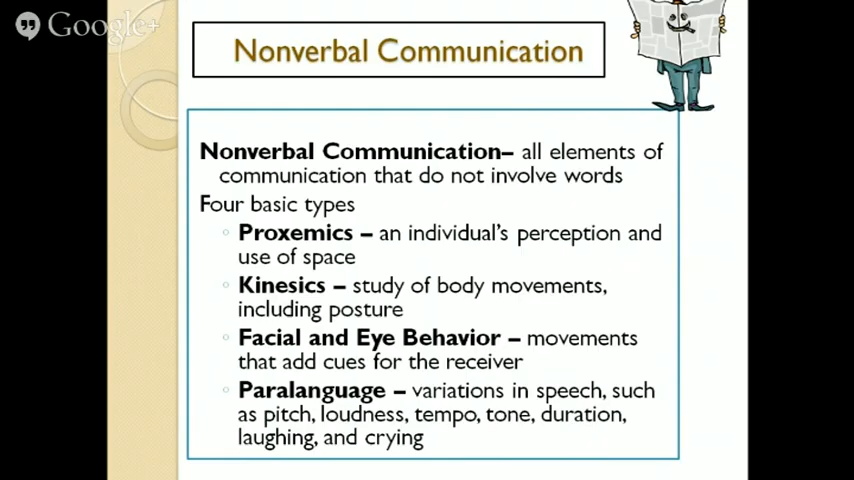 Google+
Nonverbal Communication
Nonverbal Communication– all elements of
communication that do not involve words
Four basic types
Proxemics – an individual's perception and
use of space
Kinesics – study of body movements,
including posture
Facial and Eye Behavior – movements
that add cues for the receiver
Paralanguage – variations in speech, such
as pitch, loudness, tempo, tone, duration,
laughing, and crying